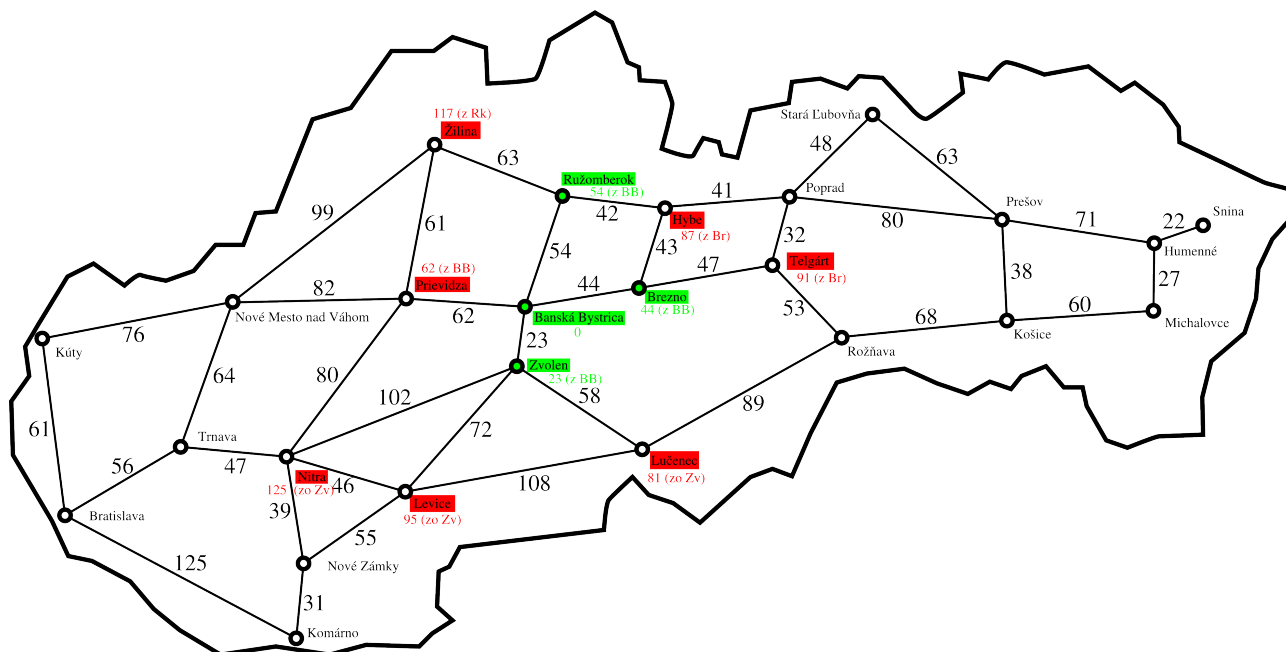 117 (z Rk)
Žilina
Stará Ľubovňa
48
63
63
Ružomberok
54 (z BB)
41
Poprad
42
Hybe
87 (z Br)
80
Prešov
71
22
Snina
99
61
54
43
32
Humenné
62 (z BB)
Prievidza
47
Telgárt
91 (z Br)
38
27
82
44
Brezno
44 (z BB)
Nové Mesto nad Váhom
62
Banská Bystrica
0
53
60
Michalovce
76
Kúty
23
68
Košice
Rožňava
64
80
Zvolen
23 (z BB)
102
58
89
61
72
Trnava
56
47
Nitra
125 (zo Zv)
46
Lučenec
81 (zo Zv)
108
Levice
95 (zo Zv)
Bratislava
39
55
125
Nové Zámky
31
Komárno